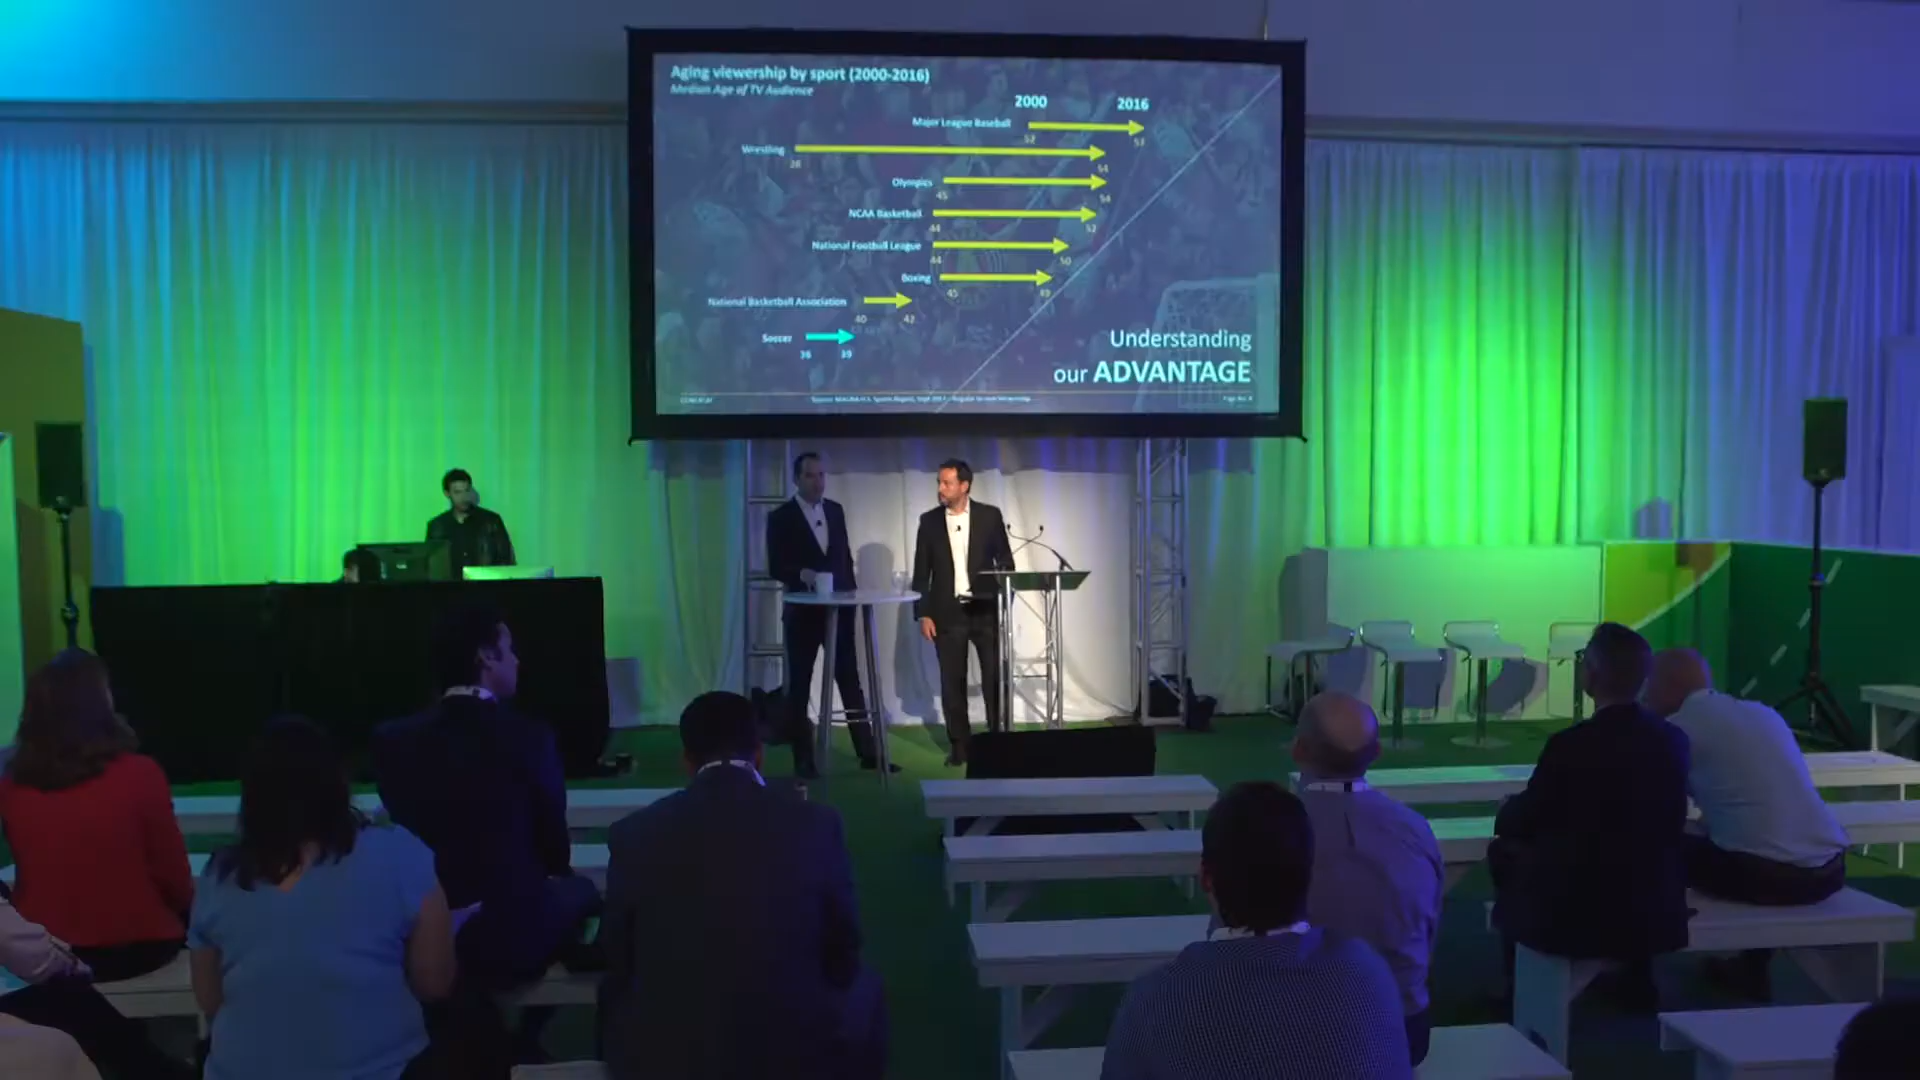 Aging viewership by sport (2000-2016)
Median Age of TV Audience
2000 2016
Major League Baseball
52 57
Wrestling
28 54
Olympics
45 54
NCAA Basketball
44 52
National Football League
44 50
Boxing
45 49
National Basketball Association
40 42
Soccer
36 39
Understanding
our ADVANTAGE